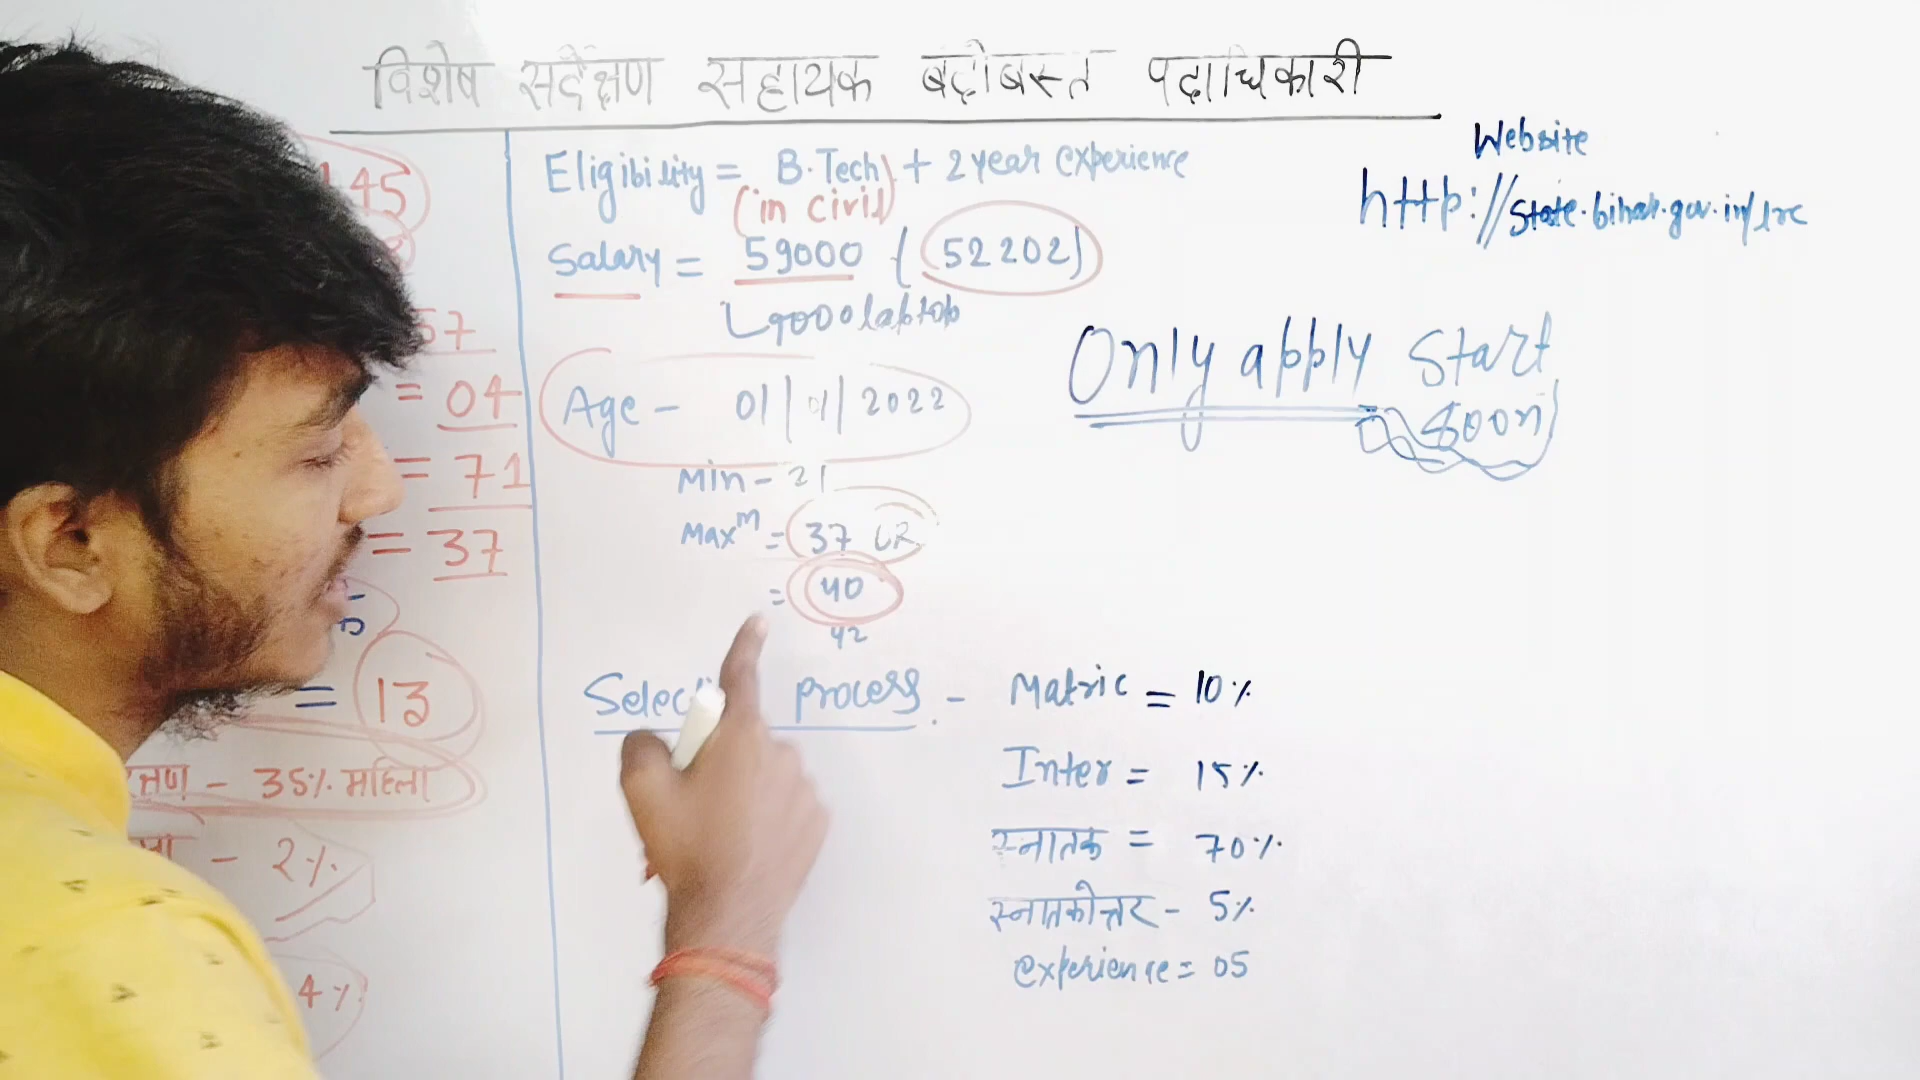 विशेष सर्वेक्षण सहायक बंदोबस्त पदाधिकारी
145
57
= 04
= 71
= 37
= 13
- 35% महिला
- 2%
4%
Eligibility = B.Tech + 2 year experience
(in civil)
Salary = 59000 (52202)
9000 laptop
Age - 01/01/2022
Min - 21
Maxᵐ = 37 UR
= 40
42
process - Matric = 10%
Inter = 15%
स्नातक = 70%
स्नातकोत्तर - 5%
experience = 05
Website
http://state.bihar.gov.in/lrc
Only apply start
soon